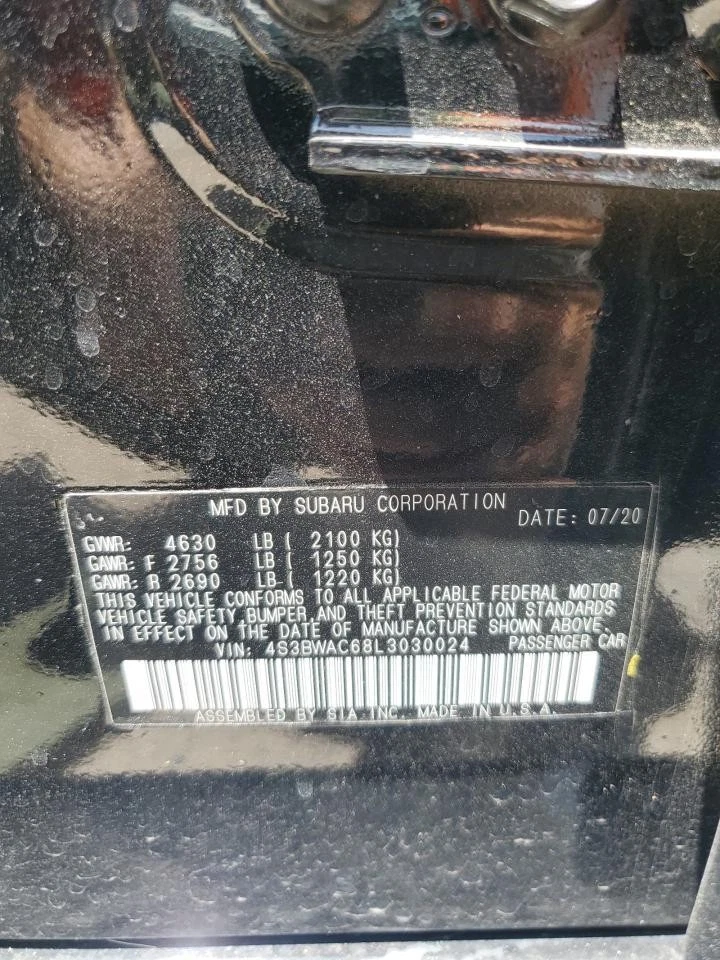 MFD BY SUBARU CORPORATION DATE: 07/20
GVWR: 4630 LB ( 2100 KG)
GAWR: F 2756 LB ( 1250 KG)
GAWR: R 2690 LB ( 1220 KG)
THIS VEHICLE CONFORMS TO ALL APPLICABLE FEDERAL MOTOR
VEHICLE SAFETY, BUMPER AND THEFT PREVENTION STANDARDS
IN EFFECT ON THE DATE OF MANUFACTURE SHOWN ABOVE.
VIN: 4S3BWAC68L3030024 PASSENGER CAR
ASSEMBLED BY SIA INC. MADE IN U.S.A.